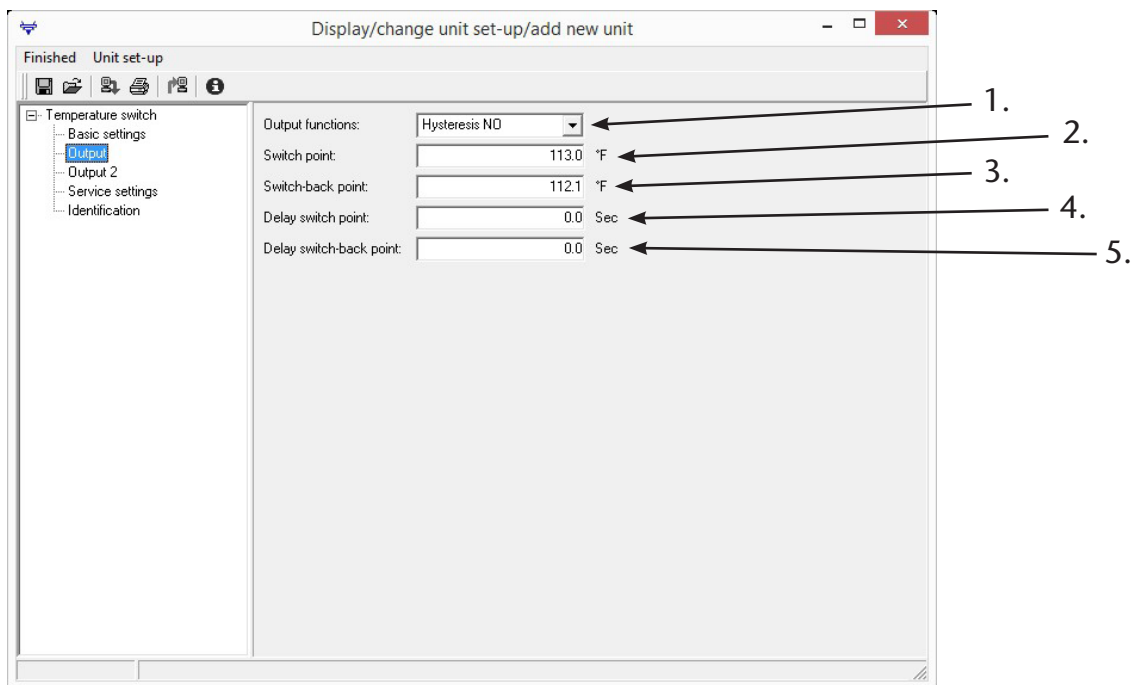 Display/change unit set-up/add new unit
Finished Unit set-up
Temperature switch
Basic settings
Output
Output 2
Service settings
Identification
Output functions: Hysteresis NO
Switch point: 113.0 °F
Switch-back point: 112.1 °F
Delay switch point: 0.0 Sec
Delay switch-back point: 0.0 Sec
1.
2.
3.
4.
5.